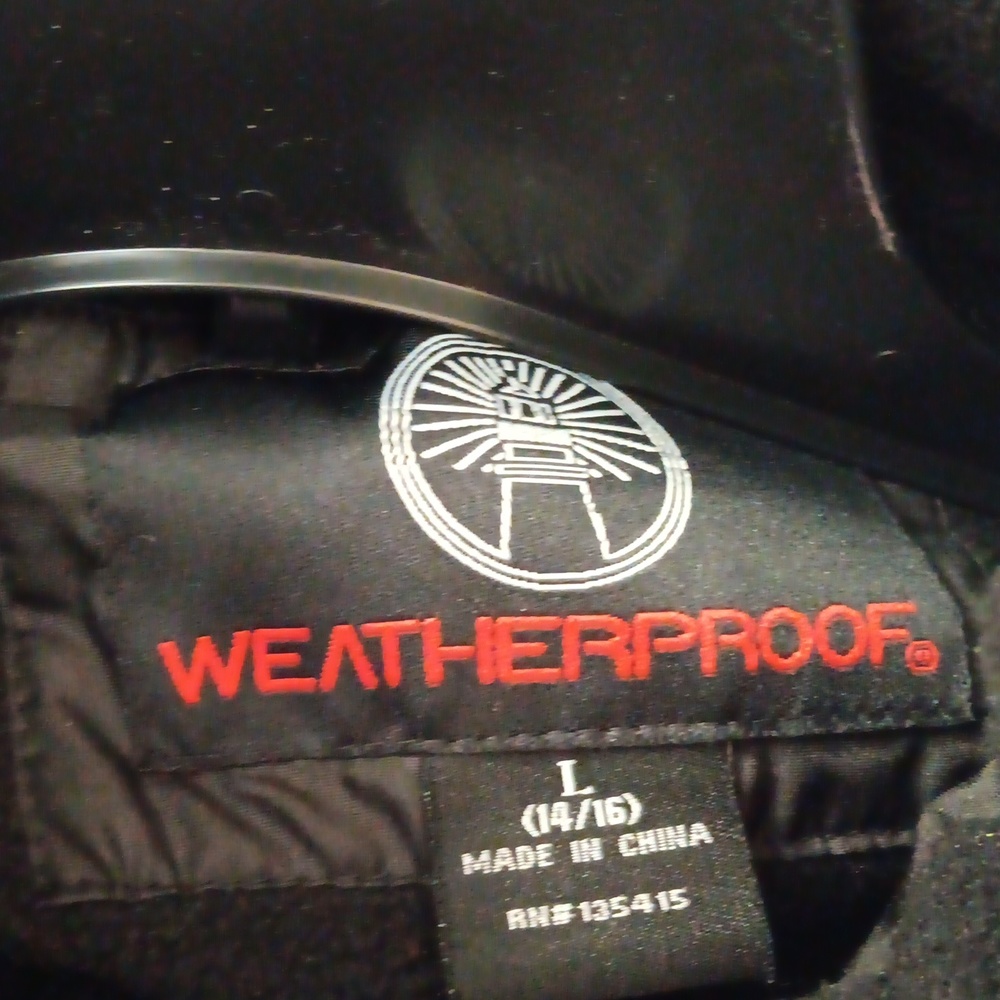 WEATHERPROOF®
L
(14/16)
MADE IN CHINA
RN#135415